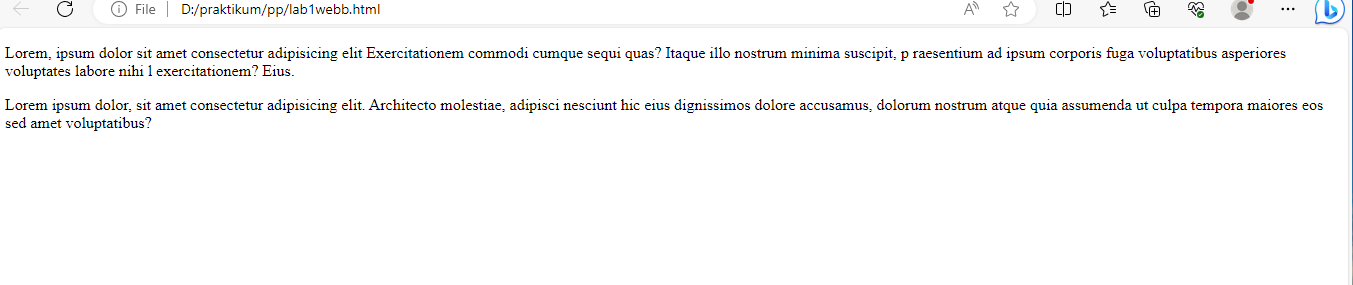 File D:/praktikum/pp/lab1webb.html
Lorem, ipsum dolor sit amet consectetur adipisicing elit Exercitationem commodi cumque sequi quas? Itaque illo nostrum minima suscipit, p raesentium ad ipsum corporis fuga voluptatibus asperiores
voluptates labore nihi l exercitationem? Eius.
Lorem ipsum dolor, sit amet consectetur adipisicing elit. Architecto molestiae, adipisci nesciunt hic eius dignissimos dolore accusamus, dolorum nostrum atque quia assumenda ut culpa tempora maiores eos
sed amet voluptatibus?